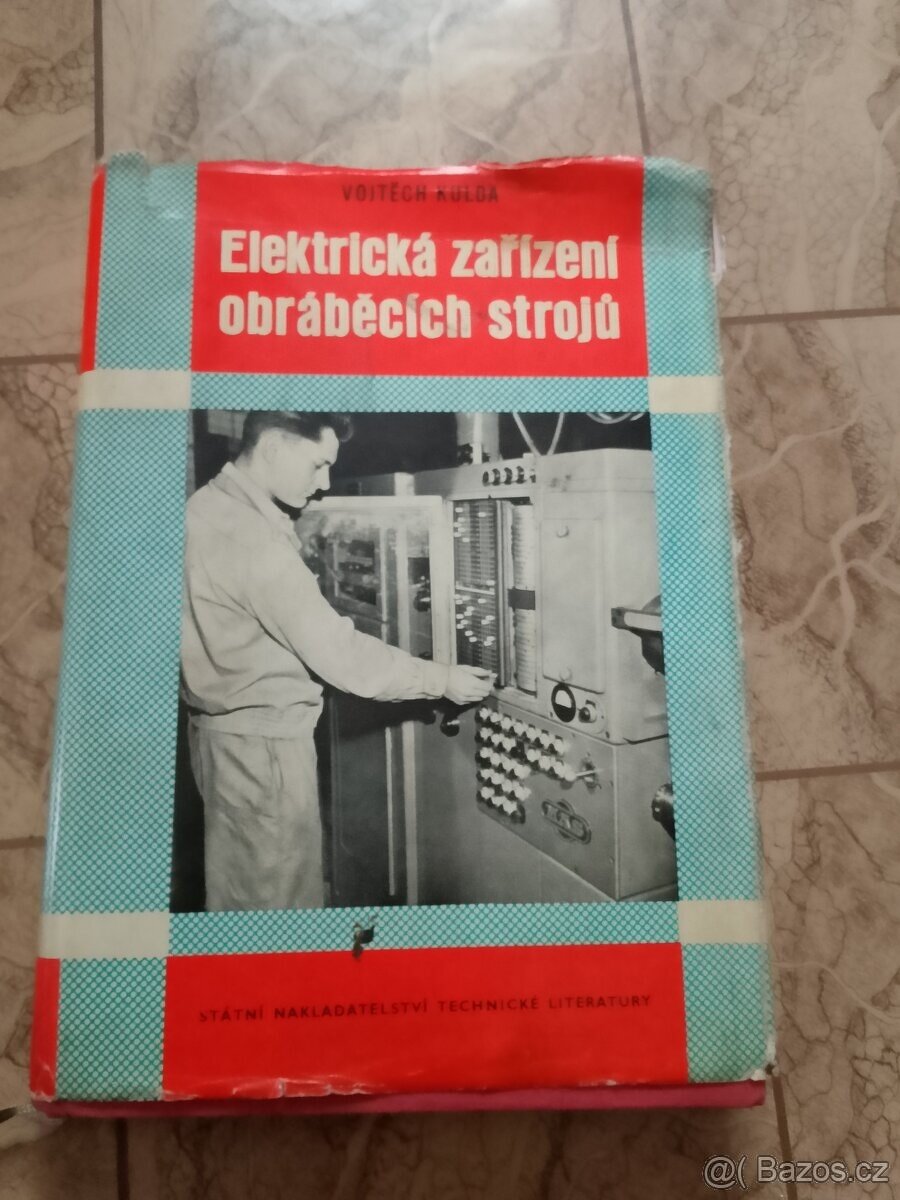 VOJTĚCH KULDA
Elektrická zařízení
obráběcích strojů
STÁTNÍ NAKLADATELSTVÍ TECHNICKÉ LITERATURY
@( Bazos.cz